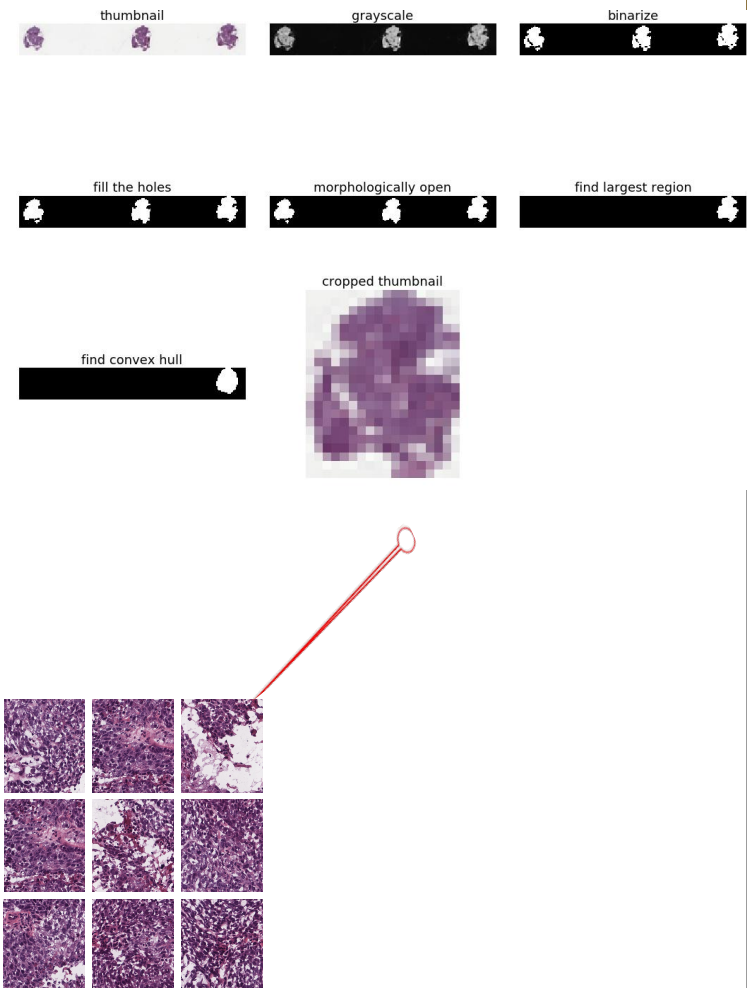 thumbnail
grayscale
binarize
fill the holes
morphologically open
find largest region
cropped thumbnail
find convex hull